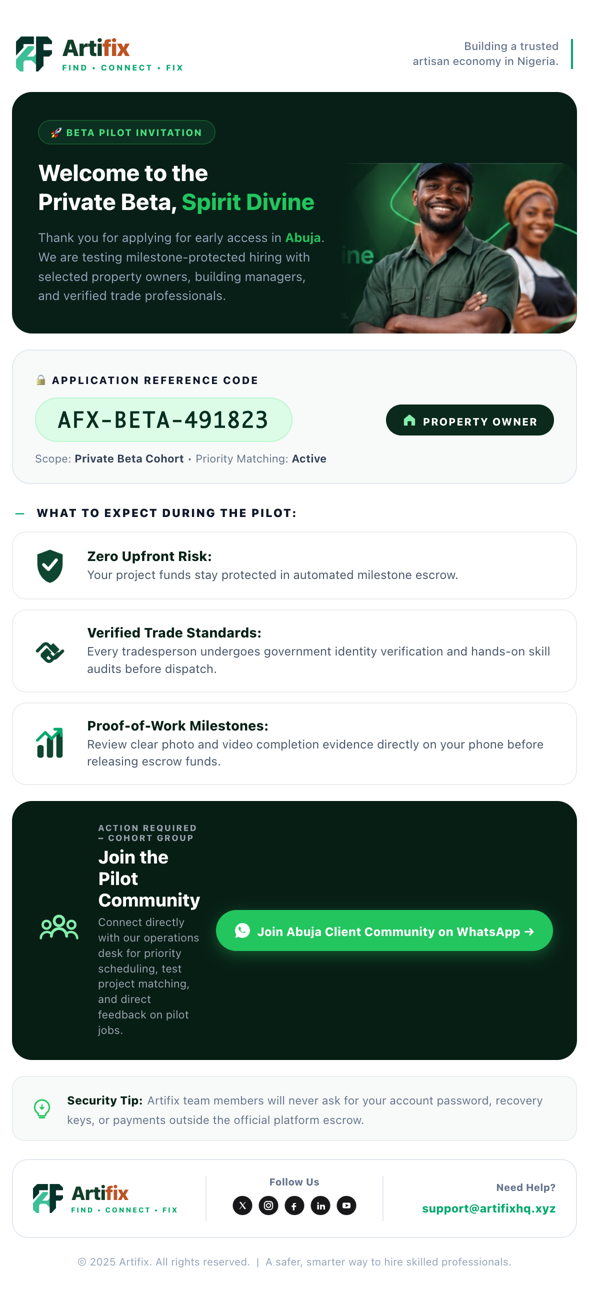 Artifix
FIND • CONNECT • FIX
Building a trusted
artisan economy in Nigeria.
🚀 BETA PILOT INVITATION
Welcome to the
Private Beta, Spirit Divine
Thank you for applying for early access in Abuja.
We are testing milestone-protected hiring with
selected property owners, building managers,
and verified trade professionals.
ine
🔒 APPLICATION REFERENCE CODE
AFX-BETA-491823
PROPERTY OWNER
Scope: Private Beta Cohort • Priority Matching: Active
— WHAT TO EXPECT DURING THE PILOT:
Zero Upfront Risk:
Your project funds stay protected in automated milestone escrow.
Verified Trade Standards:
Every tradesperson undergoes government identity verification and hands-on skill
audits before dispatch.
Proof-of-Work Milestones:
Review clear photo and video completion evidence directly on your phone before
releasing escrow funds.
ACTION REQUIRED
– COHORT GROUP
Join the
Pilot
Community
Connect directly
with our operations
desk for priority
scheduling, test
project matching,
and direct
feedback on pilot
jobs.
Join Abuja Client Community on WhatsApp →
Security Tip: Artifix team members will never ask for your account password, recovery
keys, or payments outside the official platform escrow.
Artifix
FIND • CONNECT • FIX
Follow Us
Need Help?
support@artifixhq.xyz
© 2025 Artifix. All rights reserved. | A safer, smarter way to hire skilled professionals.